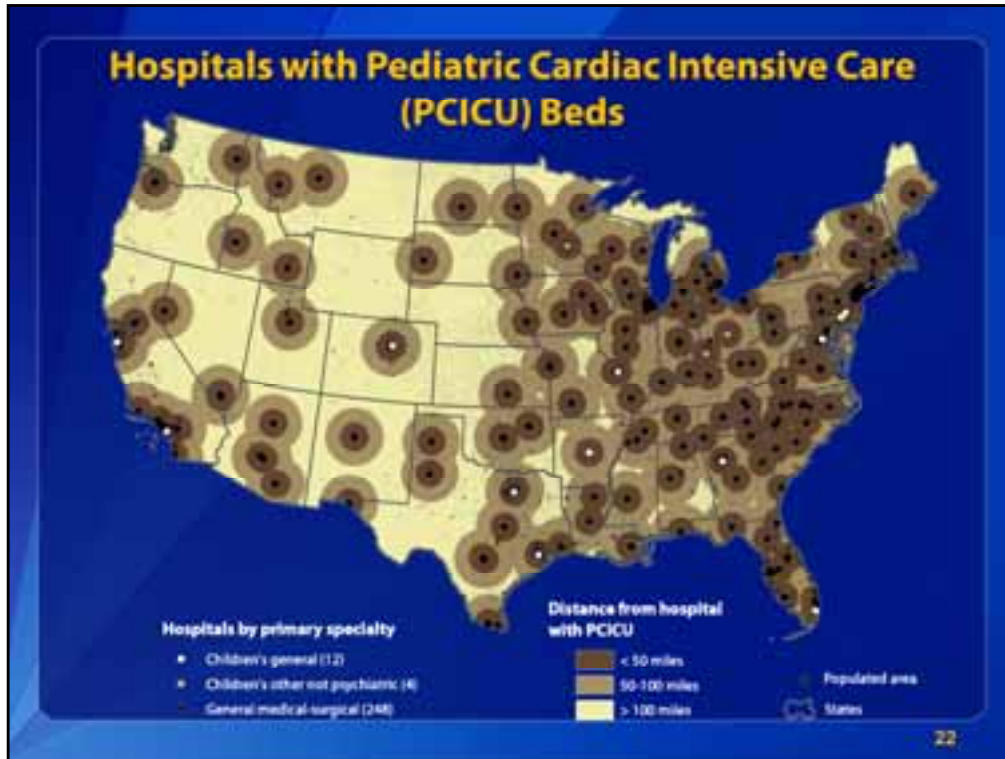 Hospitals with Pediatric Cardiac Intensive Care
(PCICU) Beds
Hospitals by primary specialty
Children's general (12)
Children's other not psychiatric (4)
General medical-surgical (248)
Distance from hospital
with PCICU
< 50 miles
50-100 miles
> 100 miles
Populated area
States
22